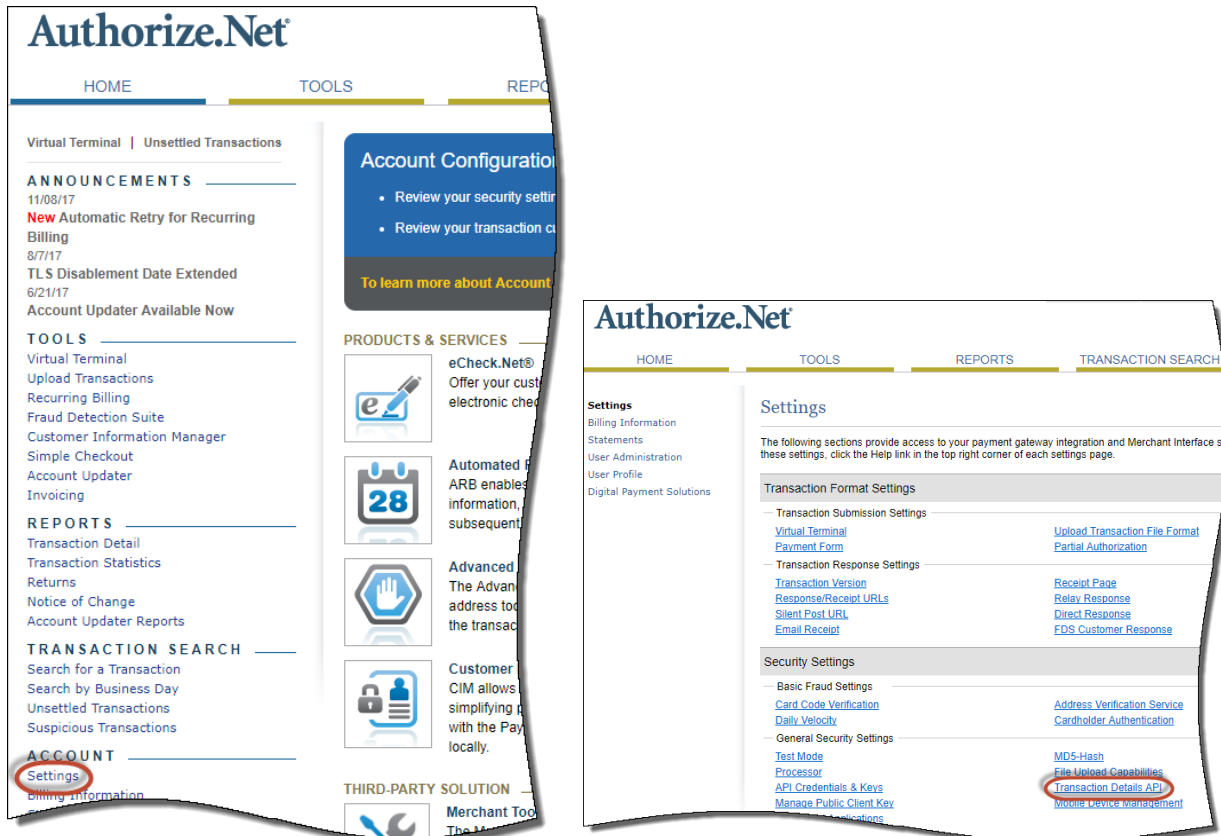 Authorize.Net
HOME
TOOLS
Virtual Terminal | Unsettled Transactions
ANNOUNCEMENTS
11/08/17
New Automatic Retry for Recurring
Billing
8/7/17
TLS Disablement Date Extended
6/21/17
Account Updater Available Now
TOOLS
Virtual Terminal
Upload Transactions
Recurring Billing
Fraud Detection Suite
Customer Information Manager
Simple Checkout
Account Updater
Invoicing
REPORTS
Transaction Detail
Transaction Statistics
Returns
Notice of Change
Account Updater Reports
TRANSACTION SEARCH
Search for a Transaction
Search by Business Day
Unsettled Transactions
Suspicious Transactions
ACCOUNT
Settings
Billing Information
Account Configuration
• Review your security
• Review your transaction
To learn more about Account
PRODUCTS & SERVICES
eCheck.Net®
Offer your
electronic
28
Automated
ARB enables
information,
subsequent
Advanced
The
address
the
Customer
CIM allows
simplifying
with the
locally.
THIRD-PARTY SOLUTION
Merchant
The
Authorize.Net
HOME
TOOLS
REPORTS
TRANSACTION SEARCH
Settings
Billing Information
Statements
User Administration
User Profile
Digital Payment Solutions
Settings
The following sections provide access to your payment gateway integration and Merchant Interface
these settings, click the Help link in the top right corner of each settings page.
Transaction Format Settings
Transaction Submission Settings
Virtual Terminal
Upload Transaction File Format
Payment Form
Partial Authorization
Transaction Response Settings
Transaction Version
Receipt Page
Response/Receipt URLs
Relay Response
Silent Post URL
Direct Response
Email Receipt
FDS Customer Response
Security Settings
Basic Fraud Settings
Card Code Verification
Address Verification Service
Daily Velocity
Cardholder Authentication
General Security Settings
Test Mode
MD5-Hash
Processor
File Upload Capabilities
API Credentials & Keys
Transaction Details API
Manage Public Client Key
Mobile Device Management